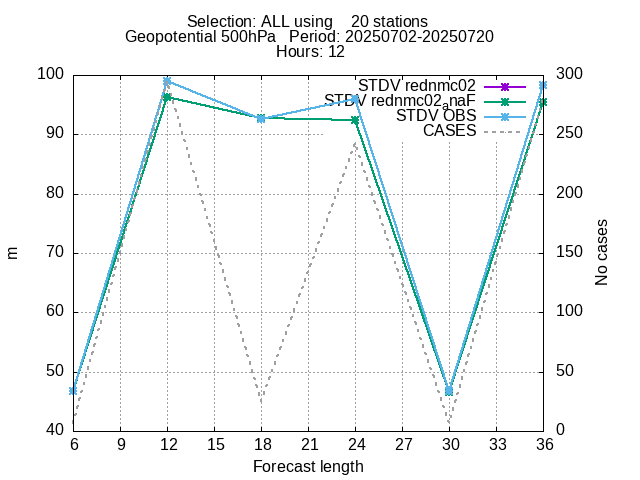 Selection: ALL using    20 stations
Geopotential 500hPa   Period: 20250702-20250720
Hours: 12
STDV rednmc02
STDV rednmc02anaF
STDV OBS
CASES
100
90
80
70
60
50
40
300
250
200
150
100
50
0
m
No cases
6 9 12 15 18 21 24 27 30 33 36
Forecast length